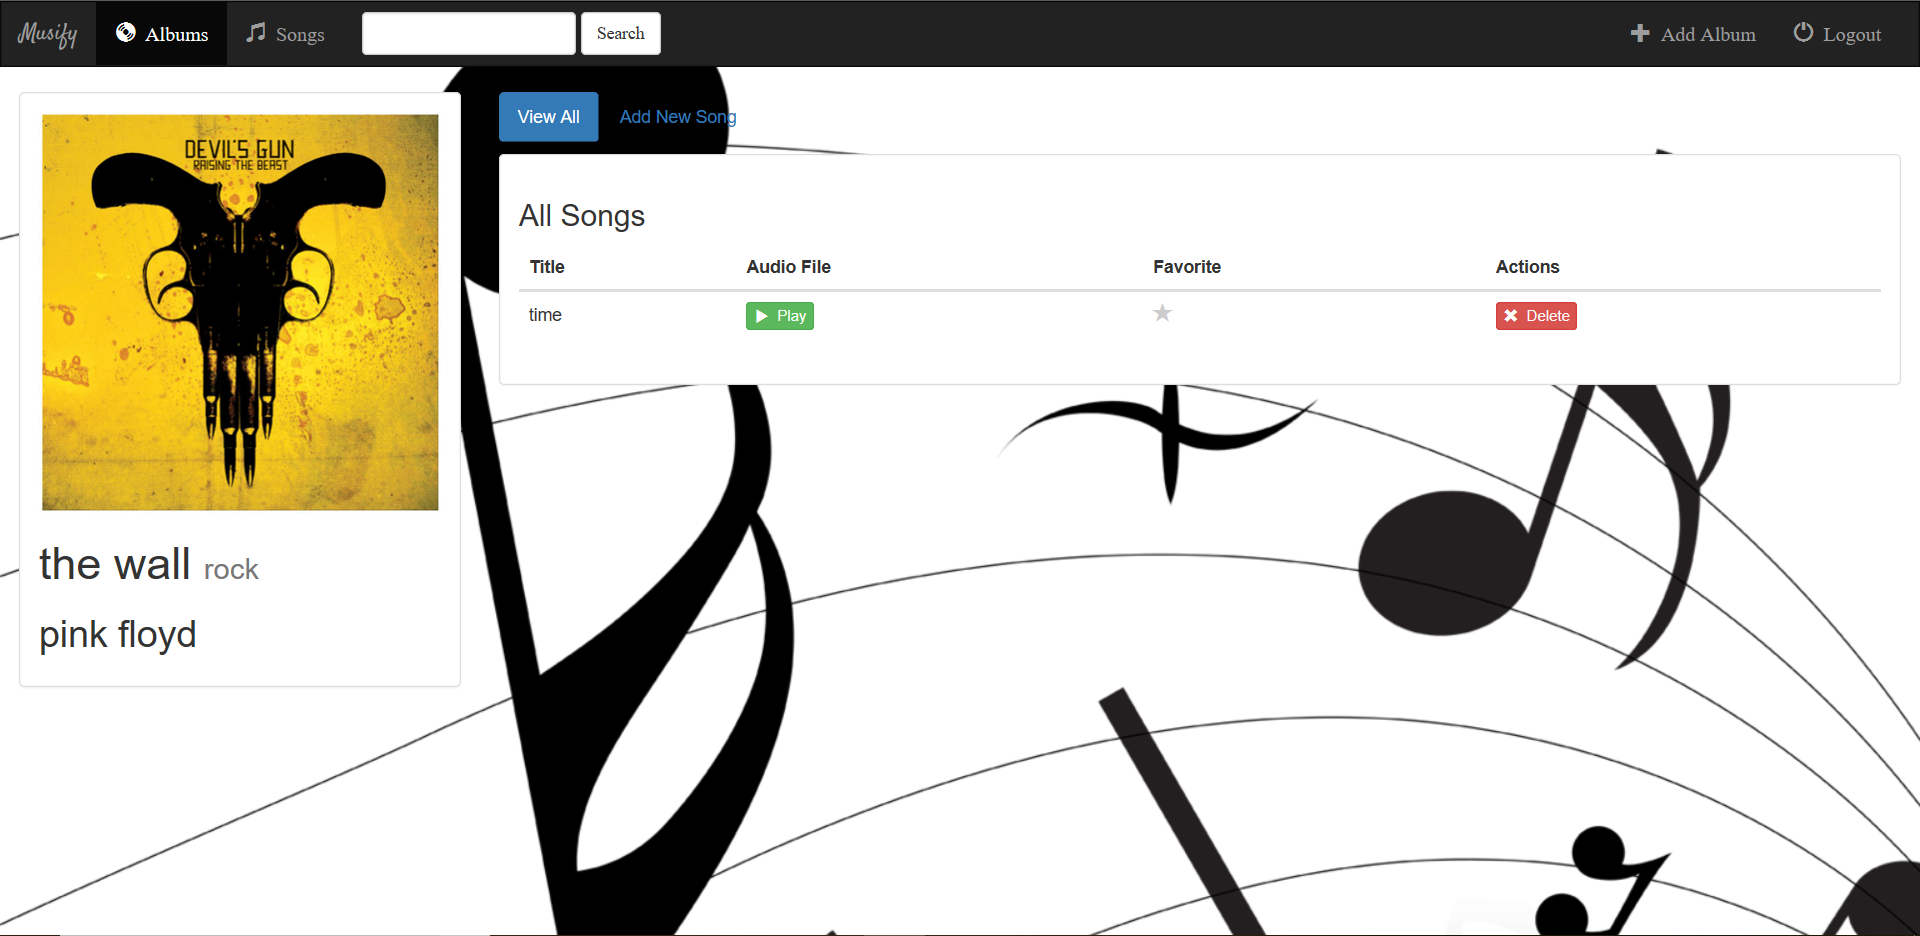 Musify Albums Songs Search Add Album Logout
DEVIL'S GUN
RAISING THE BEAST
the wall rock
pink floyd
View All Add New Song
All Songs
Title Audio File Favorite Actions
time Play Delete